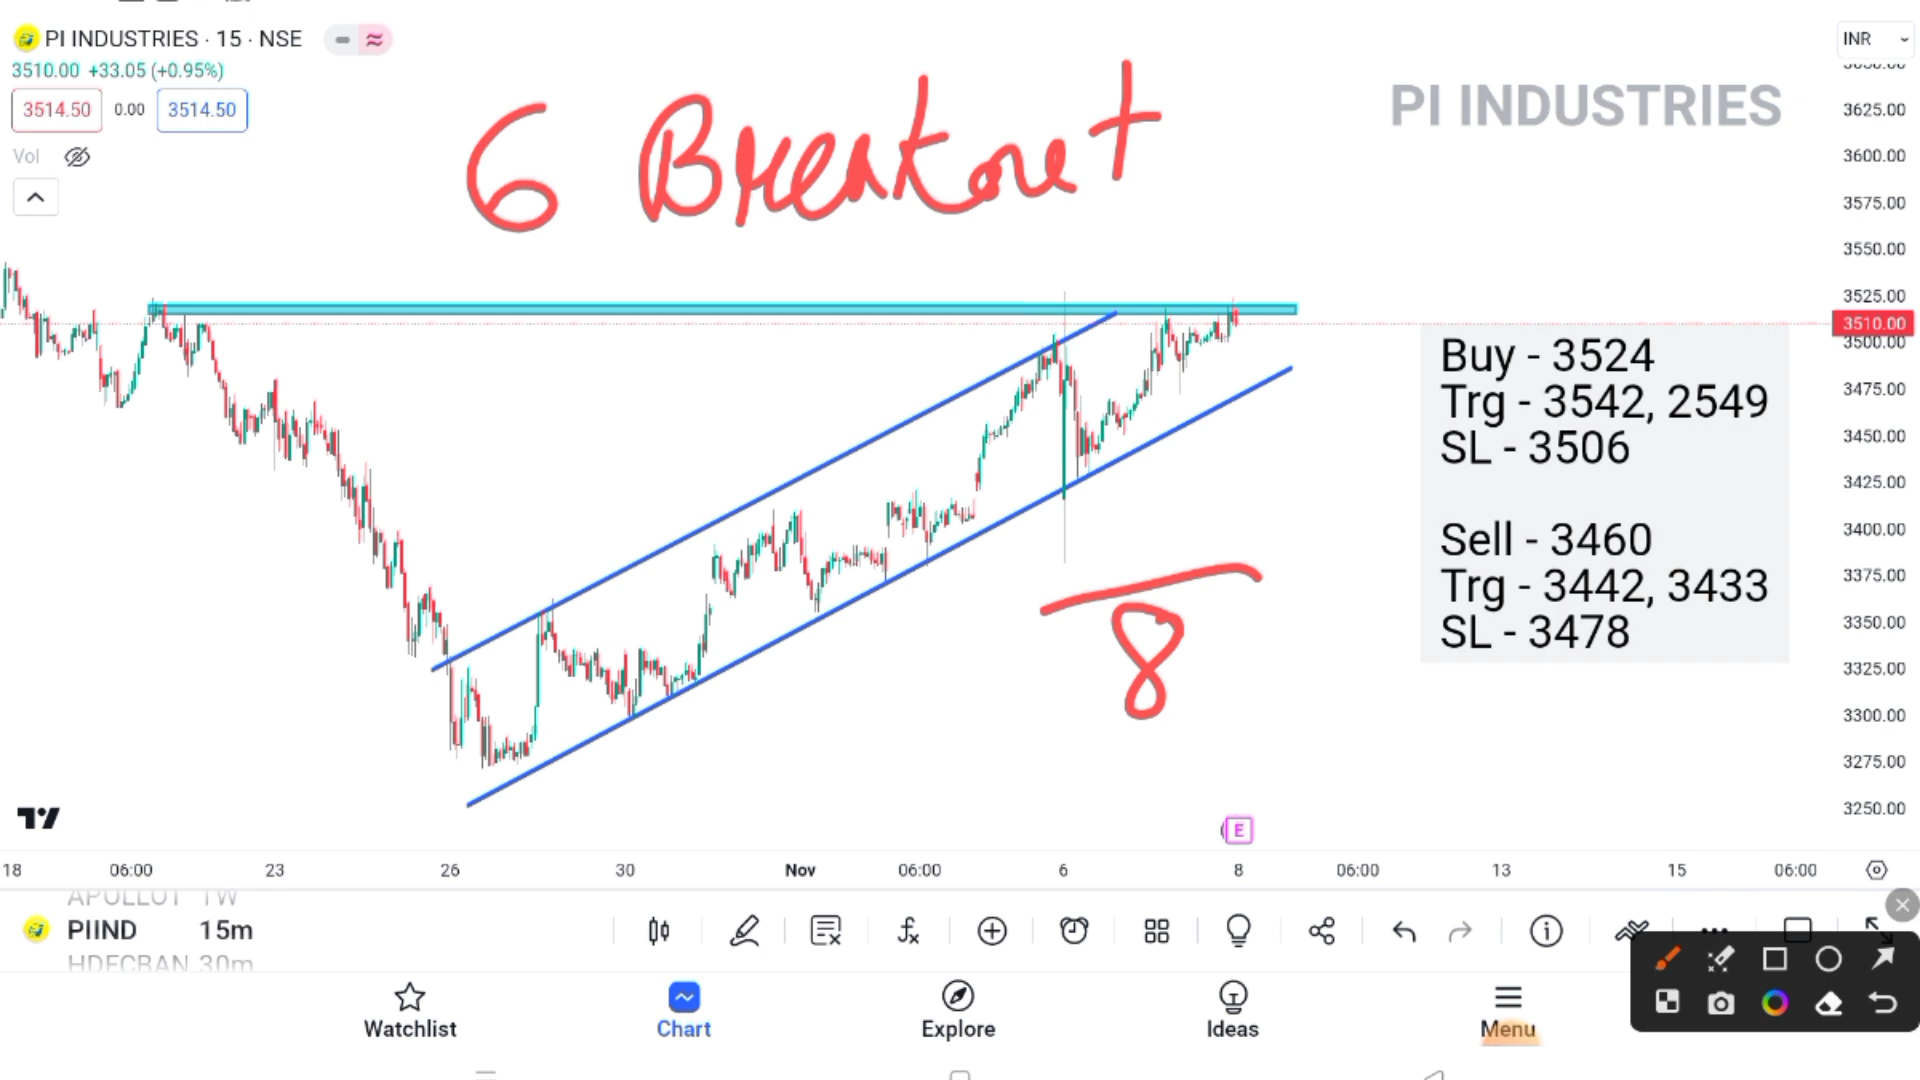 PI INDUSTRIES · 15 · NSE
INR
3510.00 +33.05 (+0.95%)
3514.50 0.00 3514.50
Vol
6 Breakout
PI INDUSTRIES
3625.00
3600.00
3575.00
3550.00
3525.00
3510.00
3500.00
3475.00
3450.00
3425.00
3400.00
3375.00
3350.00
3325.00
3300.00
3275.00
3250.00
Buy - 3524
Trg - 3542, 2549
SL - 3506
Sell - 3460
Trg - 3442, 3433
SL - 3478
8
E
18 06:00 23 26 30 Nov 06:00 6 8 06:00 13 15 06:00
APOLLOT 1W
PIIND 15m
HDFCBAN 30m
Watchlist Chart Explore Ideas Menu